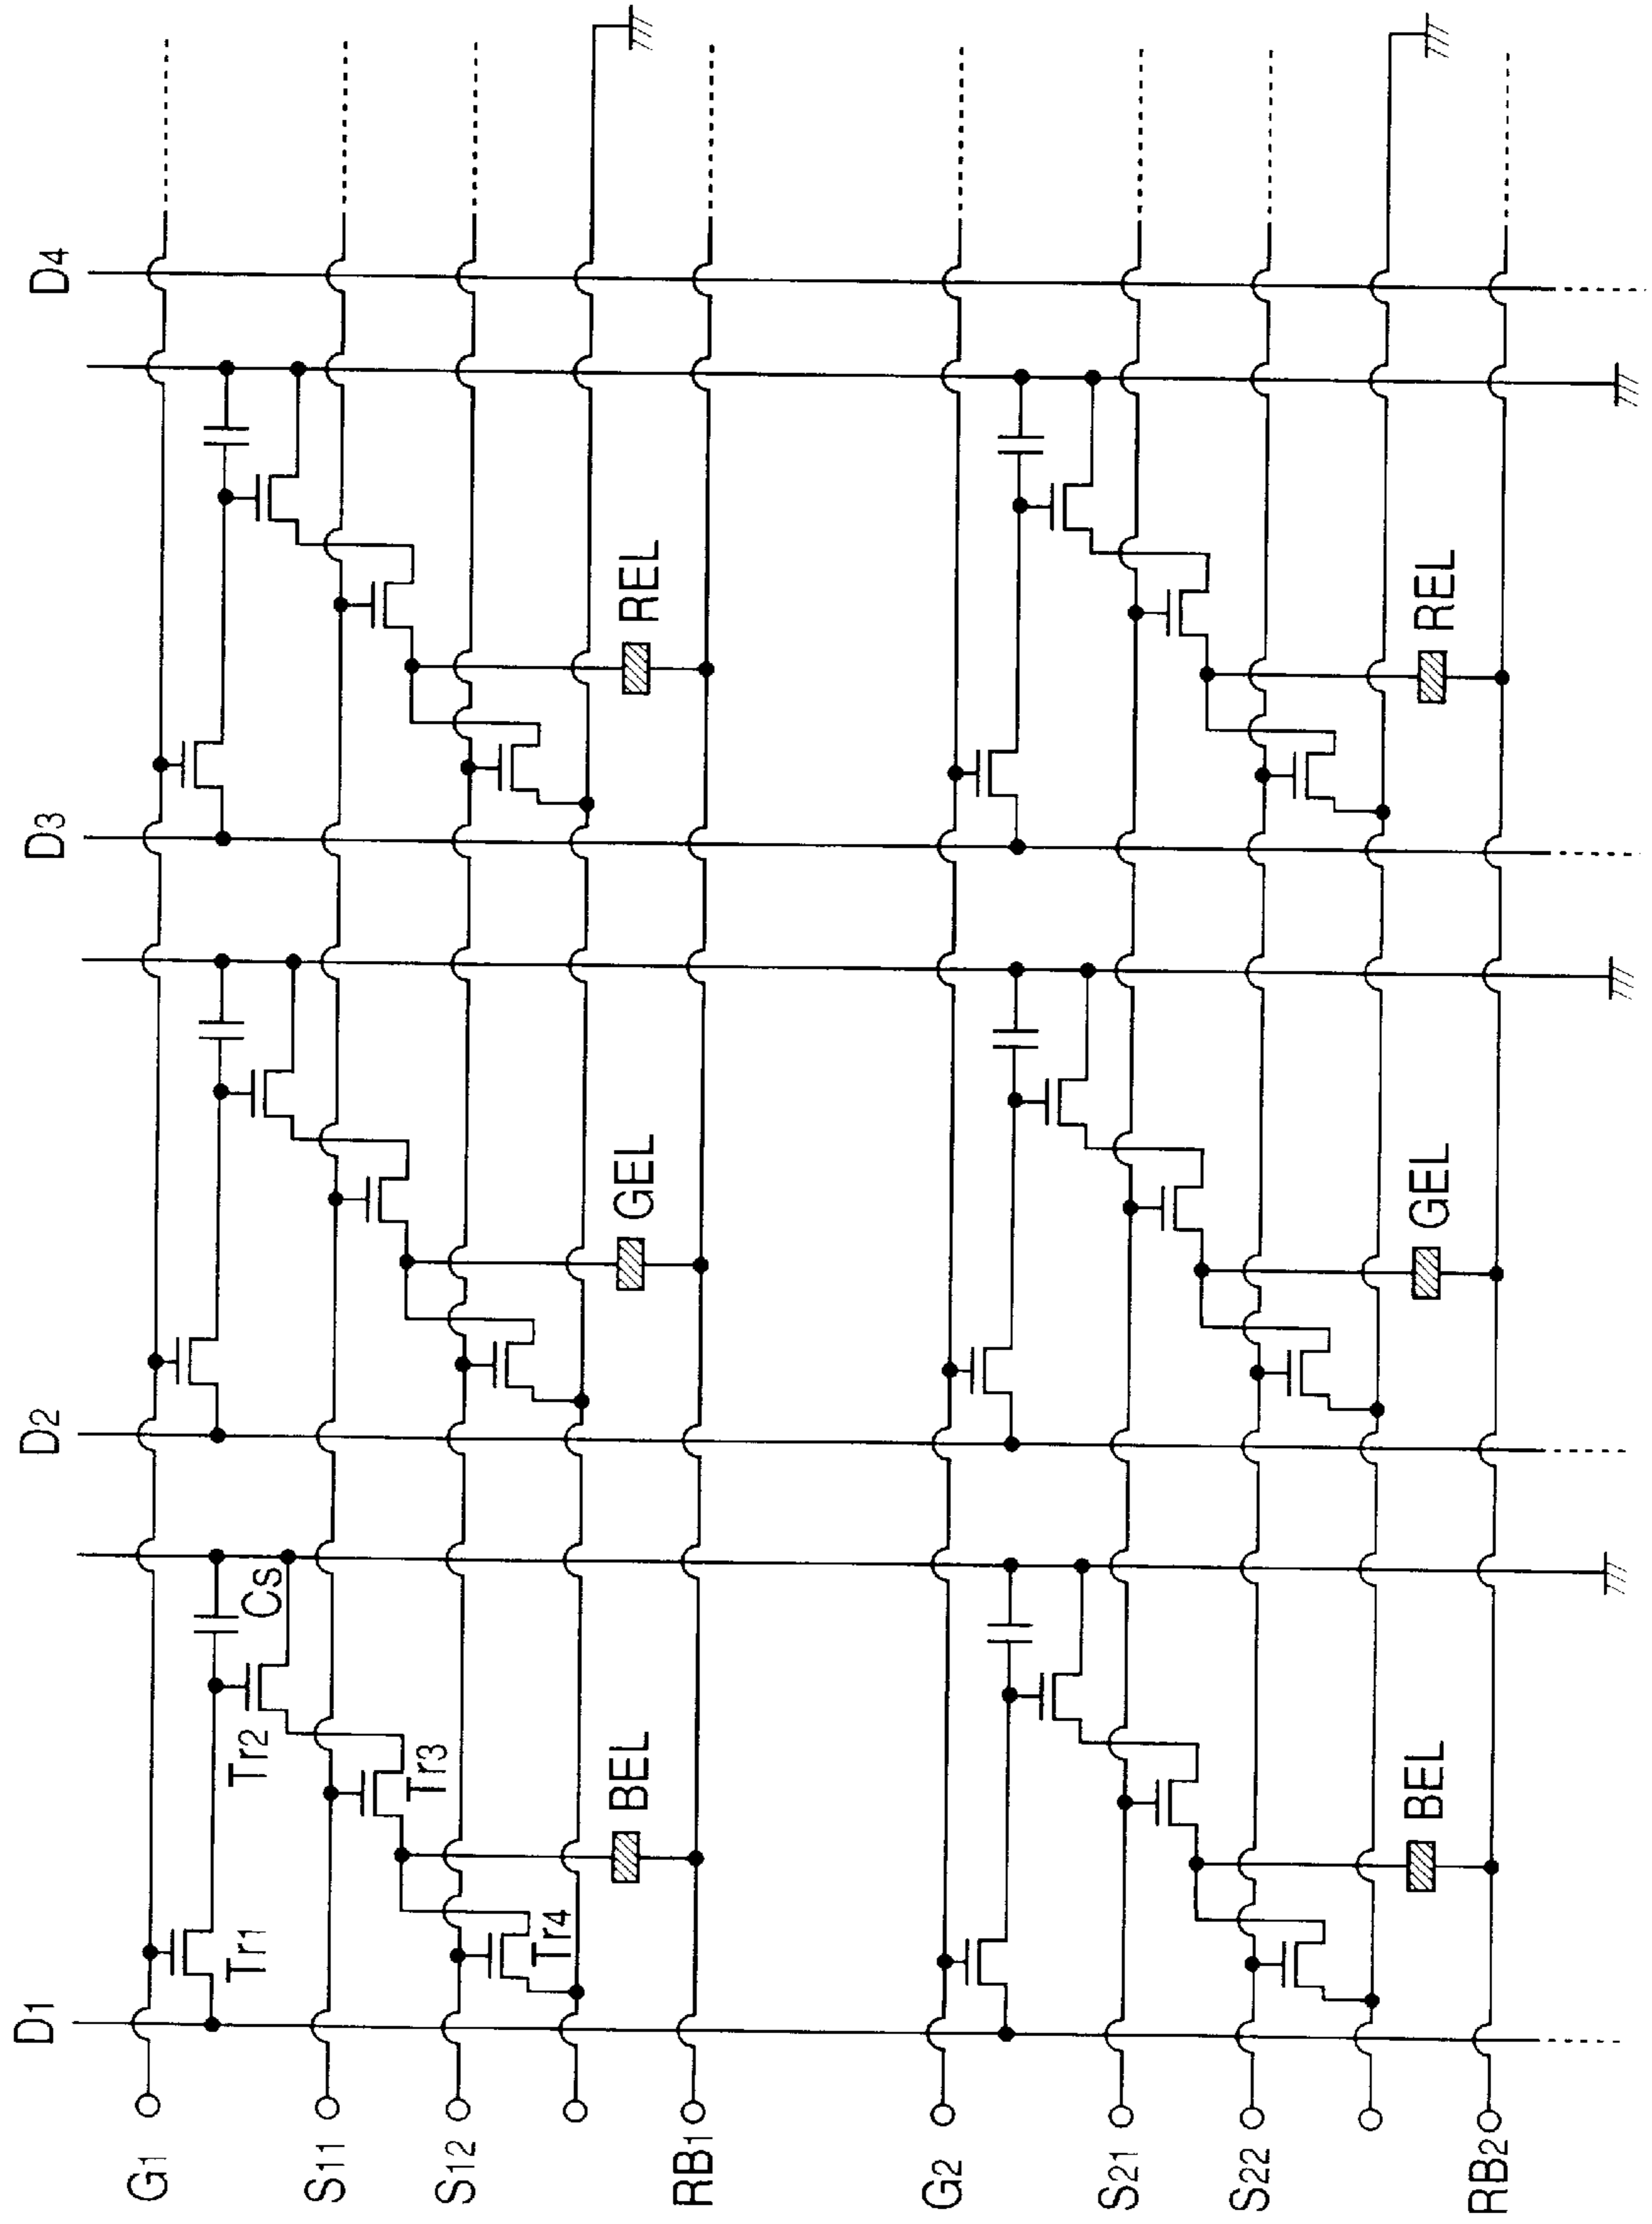 D1
D2
D3
D4
G1
Tr1
Tr2
Cs
S11
Tr3
S12
Tr4
BEL
GEL
REL
RB1
G2
S21
S22
BEL
GEL
REL
RB2